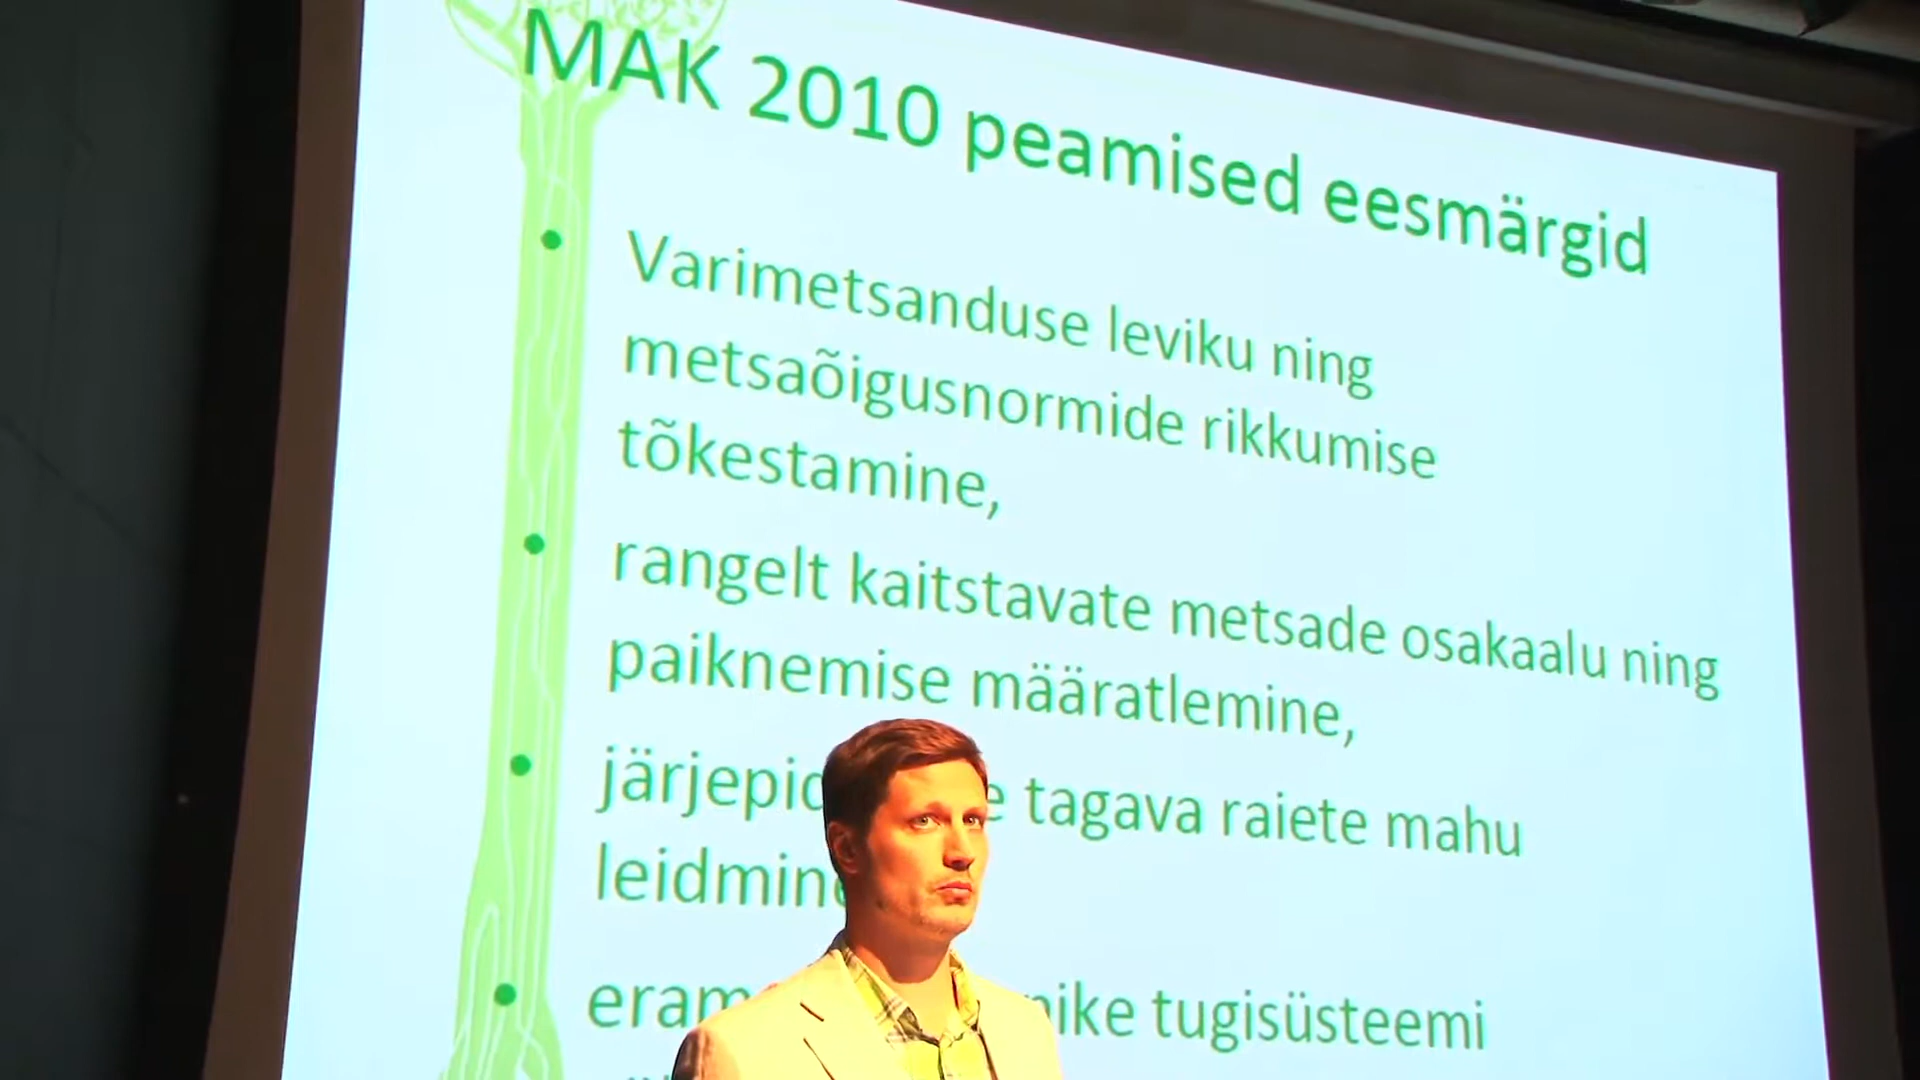 MAK 2010 peamised eesmärgid
• Varimetsanduse leviku ning
metsaõigusnormide rikkumise
tõkestamine,
• rangelt kaitstavate metsade osakaalu ning
paiknemise määratlemine,
• tagava raiete mahu
• tugisüsteemi